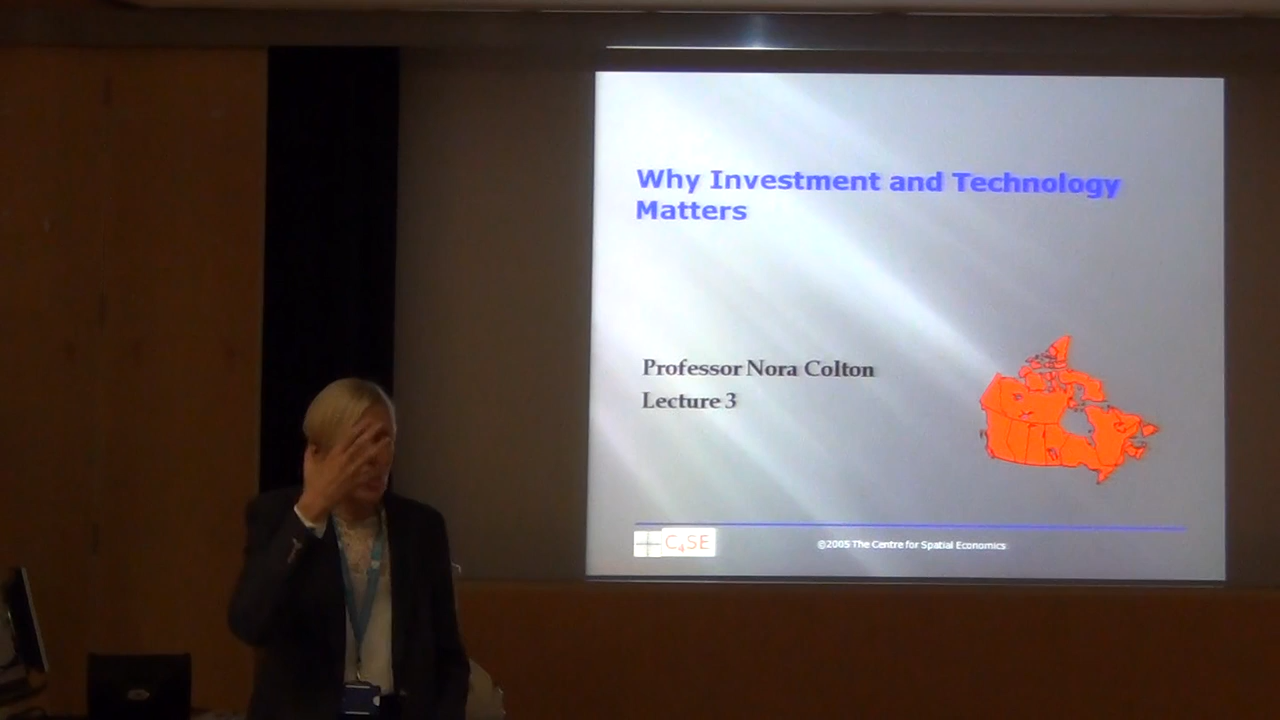 Why Investment and Technology
Matters
Professor Nora Colton
Lecture 3
C4SE
©2005 The Centre for Spatial Economics